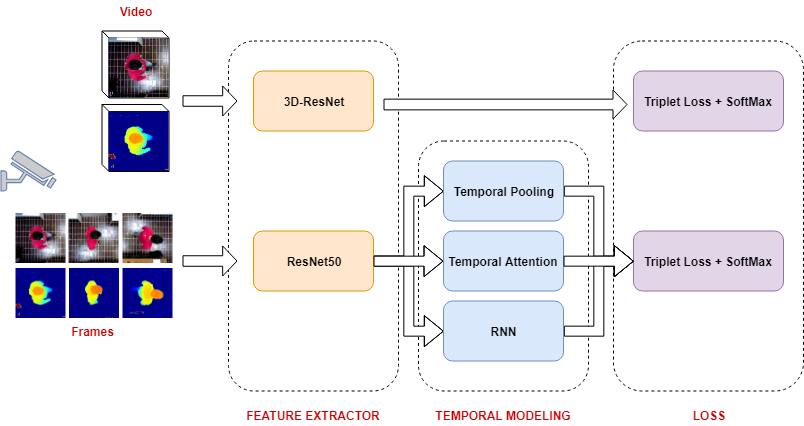 Video
3D-ResNet
Triplet Loss + SoftMax
Temporal Pooling
ResNet50
Temporal Attention
Triplet Loss + SoftMax
RNN
Frames
FEATURE EXTRACTOR
TEMPORAL MODELING
LOSS